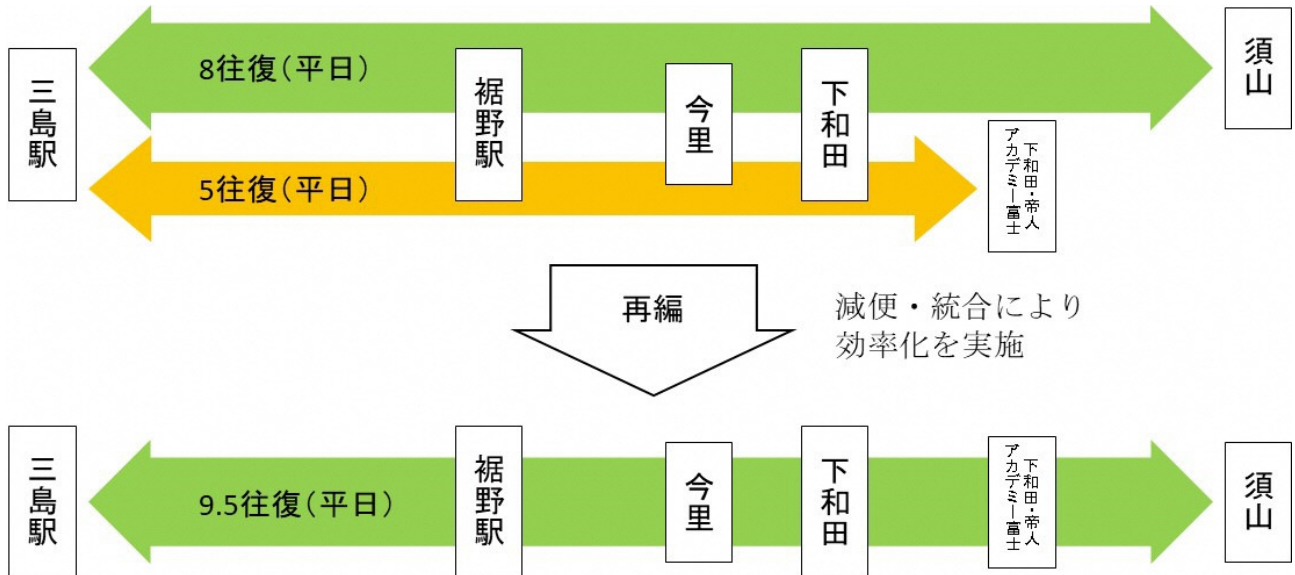 三島駅
8往復（平日）
裾野駅
今里
下和田
須山
5往復（平日）
下和田・帝人
アカデミー富士
再編
減便・統合により
効率化を実施
三島駅
9.5往復（平日）
裾野駅
今里
下和田
下和田・帝人
アカデミー富士
須山